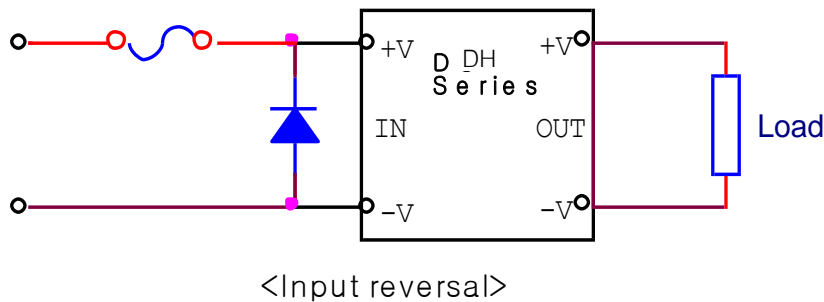 +V
D DH
Series
+V
IN
OUT
Load
-V
-V
<Input reversal>